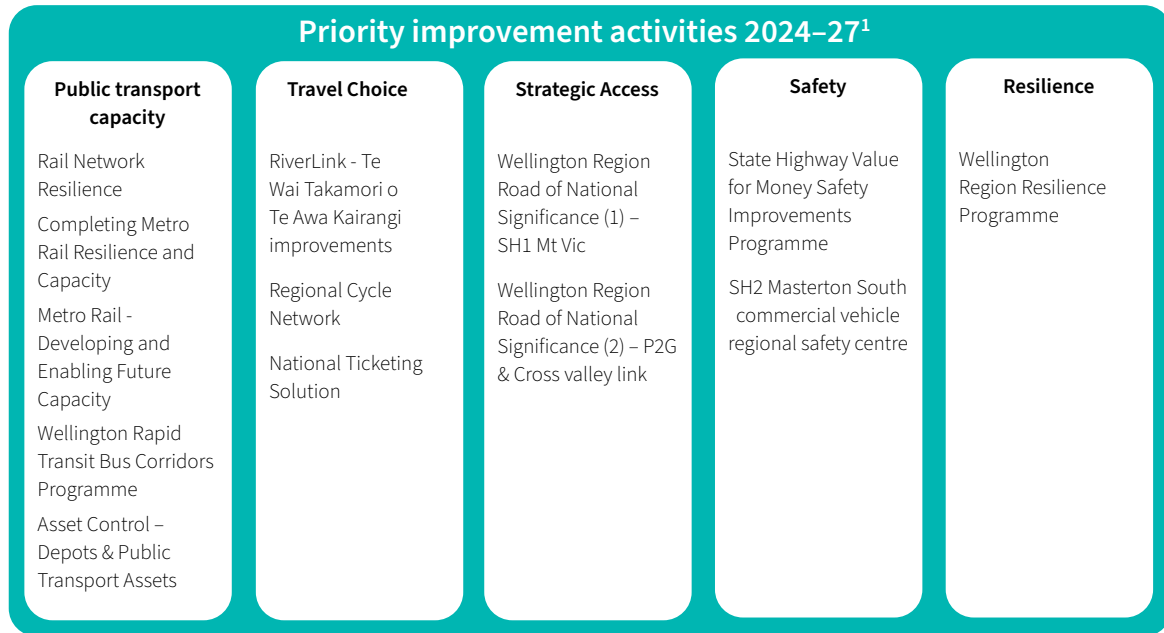 Priority improvement activities 2024–27¹
Public transport
capacity
Rail Network
Resilience
Completing Metro
Rail Resilience and
Capacity
Metro Rail -
Developing and
Enabling Future
Capacity
Wellington Rapid
Transit Bus Corridors
Programme
Asset Control –
Depots & Public
Transport Assets
Travel Choice
RiverLink - Te
Wai Takamori o
Te Awa Kairangi
improvements
Regional Cycle
Network
National Ticketing
Solution
Strategic Access
Wellington Region
Road of National
Significance (1) –
SH1 Mt Vic
Wellington Region
Road of National
Significance (2) – P2G
& Cross valley link
Safety
State Highway Value
for Money Safety
Improvements
Programme
SH2 Masterton South
commercial vehicle
regional safety centre
Resilience
Wellington
Region Resilience
Programme